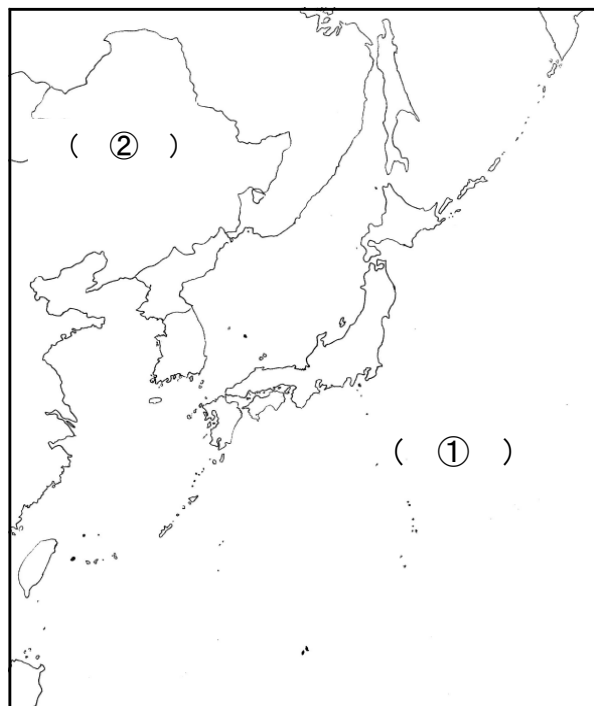 ( ② )
( ① )